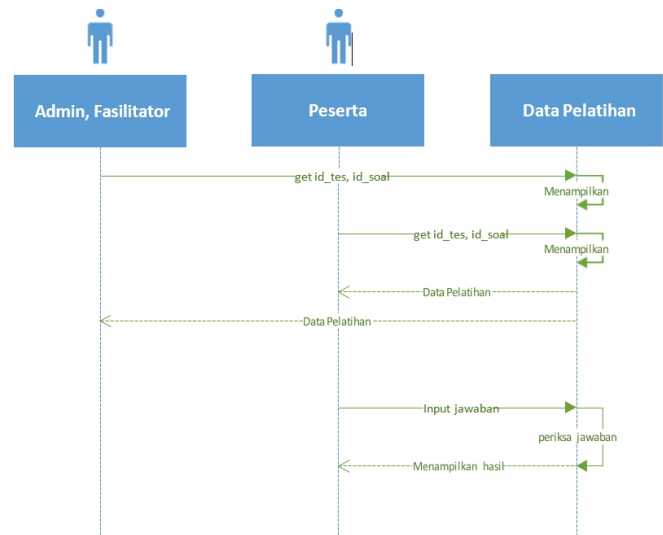 Admin, Fasilitator
Peserta
Data Pelatihan
get id_tes, id_soal
Menampilkan
get id_tes, id_soal
Menampilkan
Data Pelatihan
Data Pelatihan
Input jawaban
periksa jawaban
Menampilkan hasil